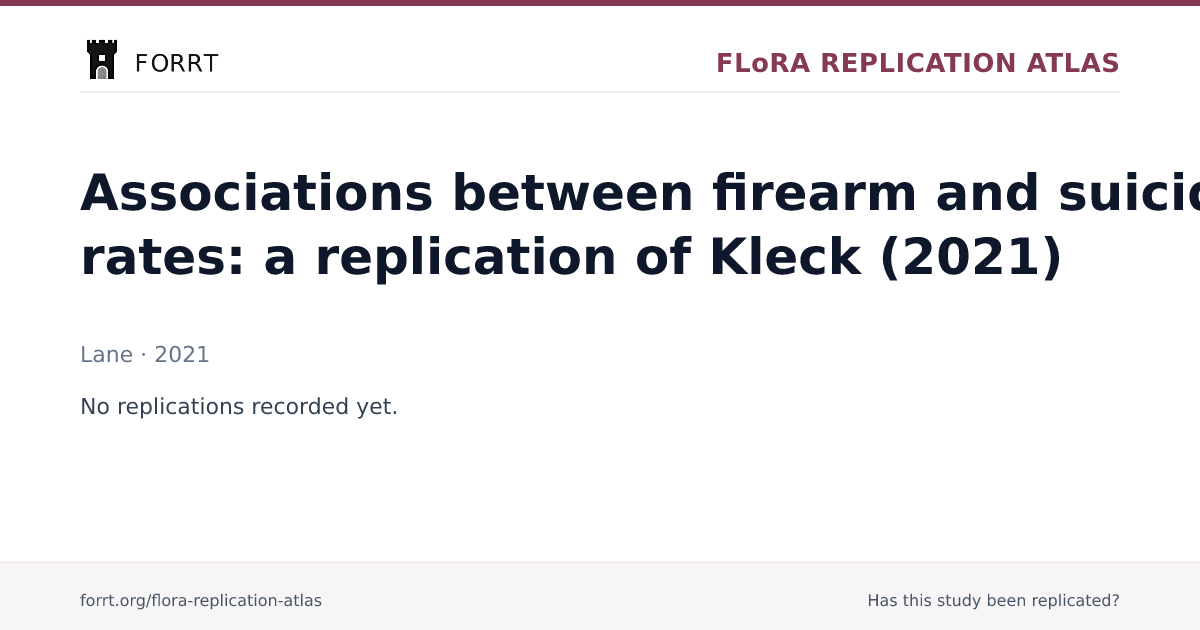 FORRT
FLoRA REPLICATION ATLAS
Associations between firearm and
rates: a replication of Kleck (2021)
Lane · 2021
No replications recorded yet.
forrt.org/flora-replication-atlas
Has this study been replicated?